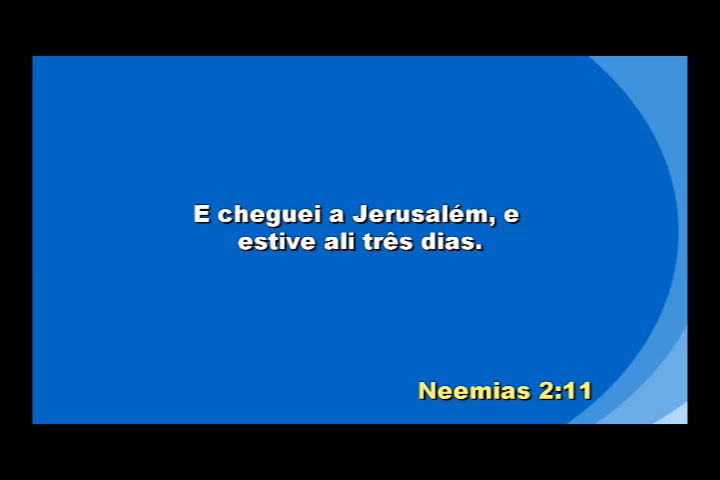 E cheguei a Jerusalém, e
estive ali três dias.
Neemias 2:11